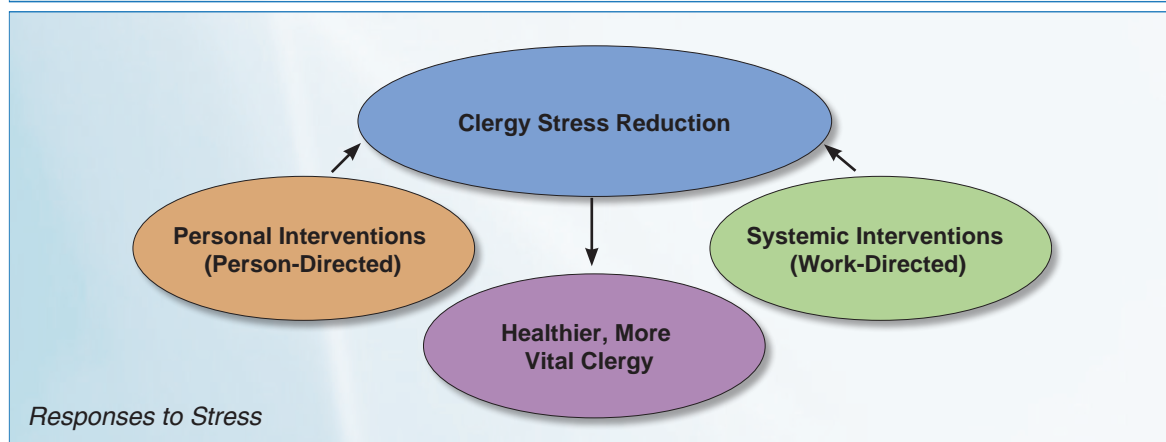 Clergy Stress Reduction
Personal Interventions
(Person-Directed)
Systemic Interventions
(Work-Directed)
Healthier, More
Vital Clergy
Responses to Stress